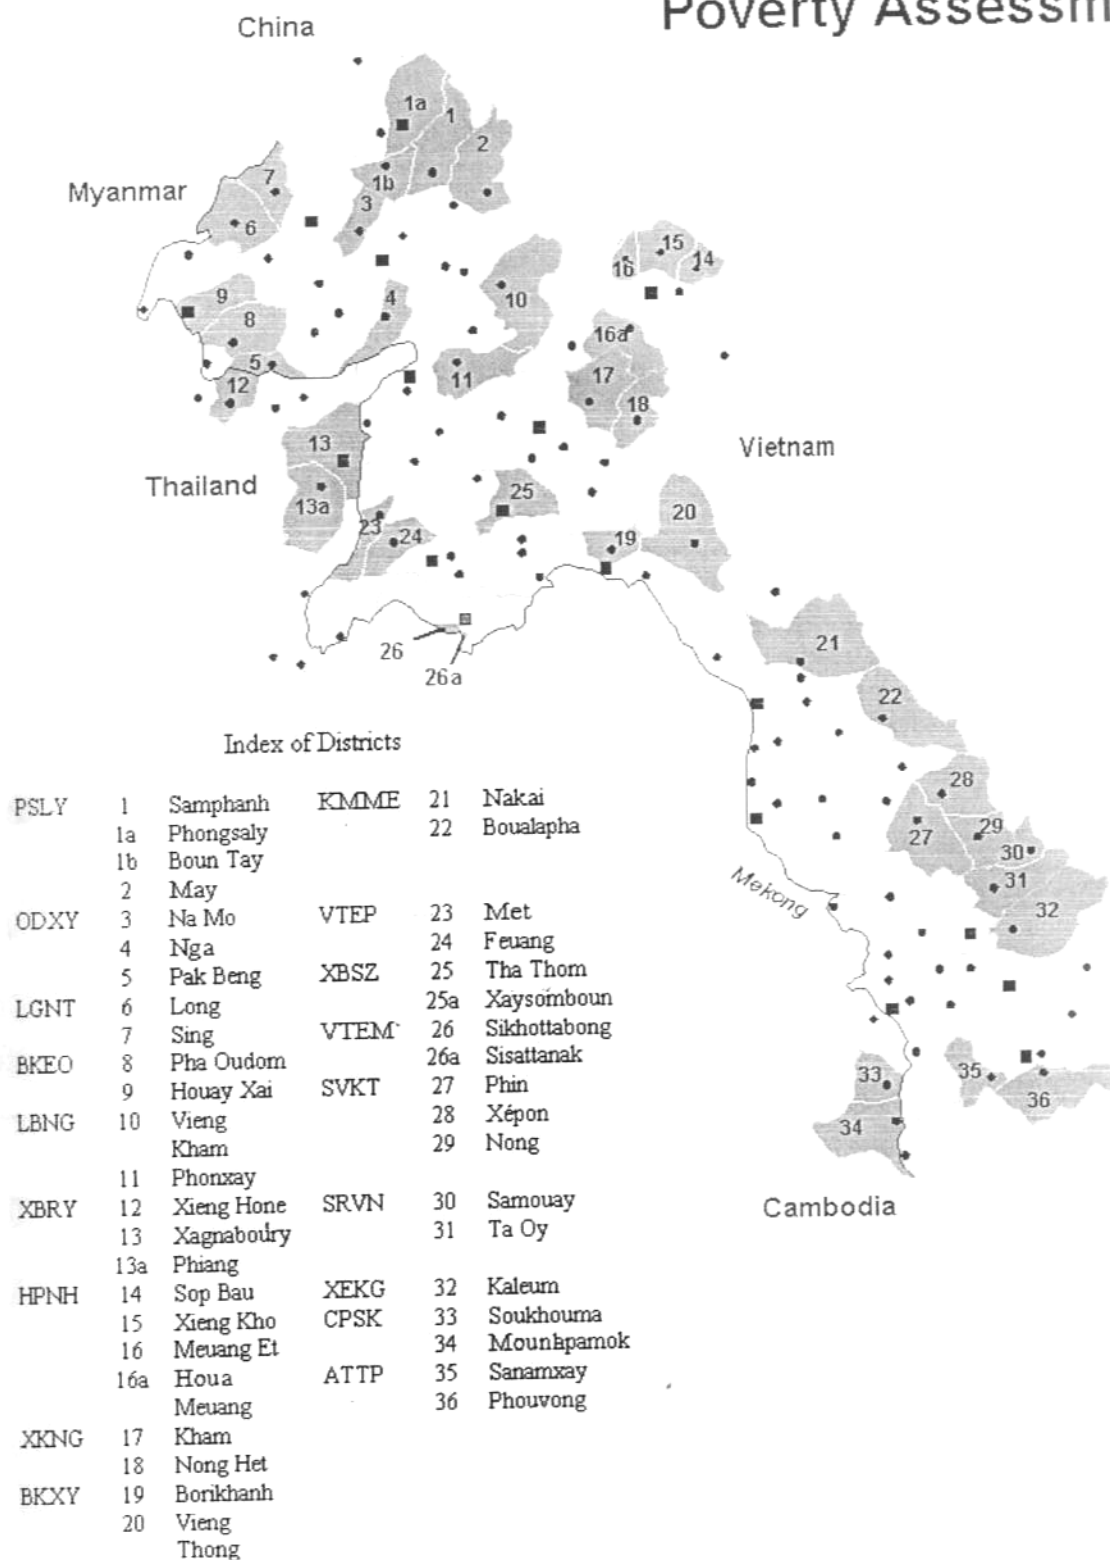 Poverty Assessm
China
1a
1
2
1b
7
Myanmar
3
6
15
14
16
10
9
4
8
16a
5
11
17
12
18
13
Vietnam
Thailand
25
13a
20
23
24
19
26
21
26a
22
Index of Districts
28
29
27
30
31
32
Mekong
33
35
36
34
Cambodia
PSLY 1 Samphanh KMME 21 Nakai
1a Phongsaly 22 Boualapha
1b Boun Tay
2 May
ODXY 3 Na Mo VTEP 23 Met
4 Nga 24 Feuang
5 Pak Beng XBSZ 25 Tha Thom
LGNT 6 Long 25a Xaysomboun
7 Sing VTEM 26 Sikhottabong
BKEO 8 Pha Oudom 26a Sisattanak
9 Houay Xai SVKT 27 Phin
LBNG 10 Vieng 28 Xépon
Kham 29 Nong
11 Phonxay
XBRY 12 Xieng Hone SRVN 30 Samouay
13 Xagnaboury 31 Ta Oy
13a Phiang
HPNH 14 Sop Bau XEKG 32 Kaleum
15 Xieng Kho CPSK 33 Soukhouma
16 Meuang Et 34 Mounlapamok
16a Houa ATTP 35 Sanamxay
Meuang 36 Phouvong
XKNG 17 Kham
18 Nong Het
BKXY 19 Borikhanh
20 Vieng
Thong